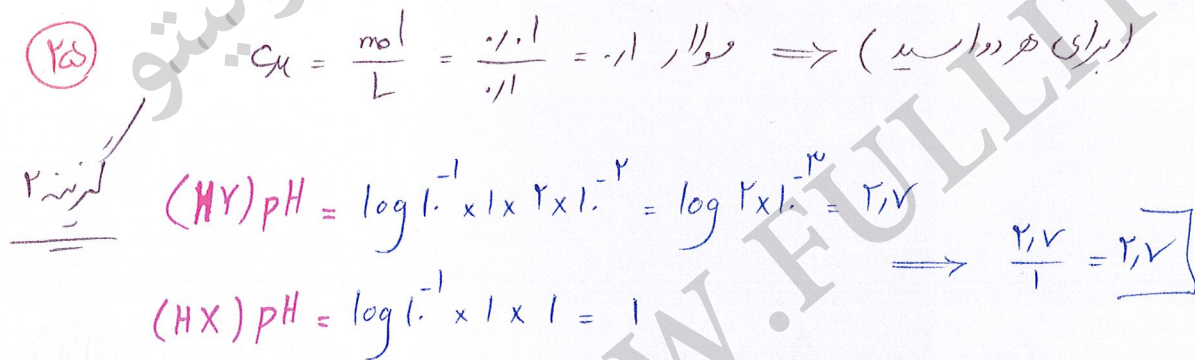 ۲۵
C_M = mol/L = ۰/۰۱/۰/۱ = ۰/۱ مولار ⇒ (برای هر دو اسید)
گزینه ۲
(HY) pH = log ۱۰^-۱ × ۱ × ۲×۱۰^-۲ = log ۲×۱۰^-۳ = ۲,۷
⇒ ۲,۷/۱ = ۲,۷
(HX) pH = log ۱۰^-۱ × ۱ × ۱ = ۱
WWW.FULLI